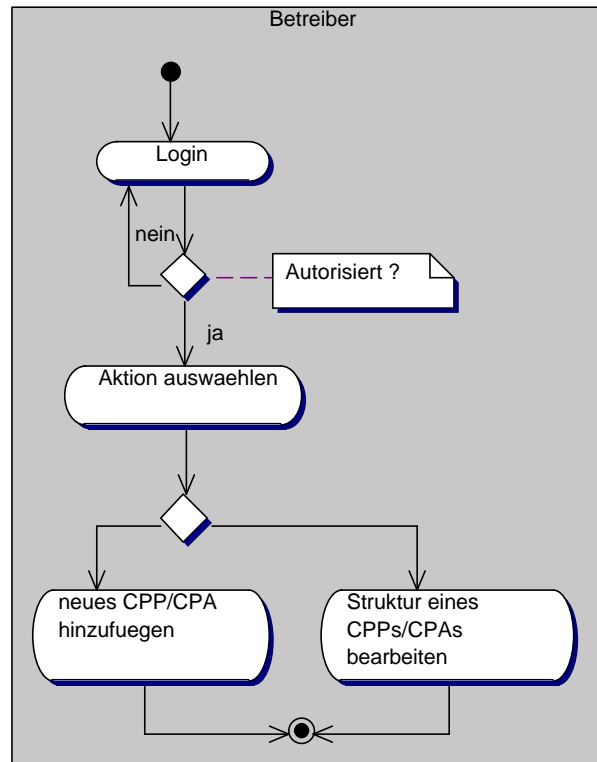 Betreiber
Login
nein
Autorisiert ?
ja
Aktion auswaehlen
neues CPP/CPA
hinzufuegen
Struktur eines
CPPs/CPAs
bearbeiten